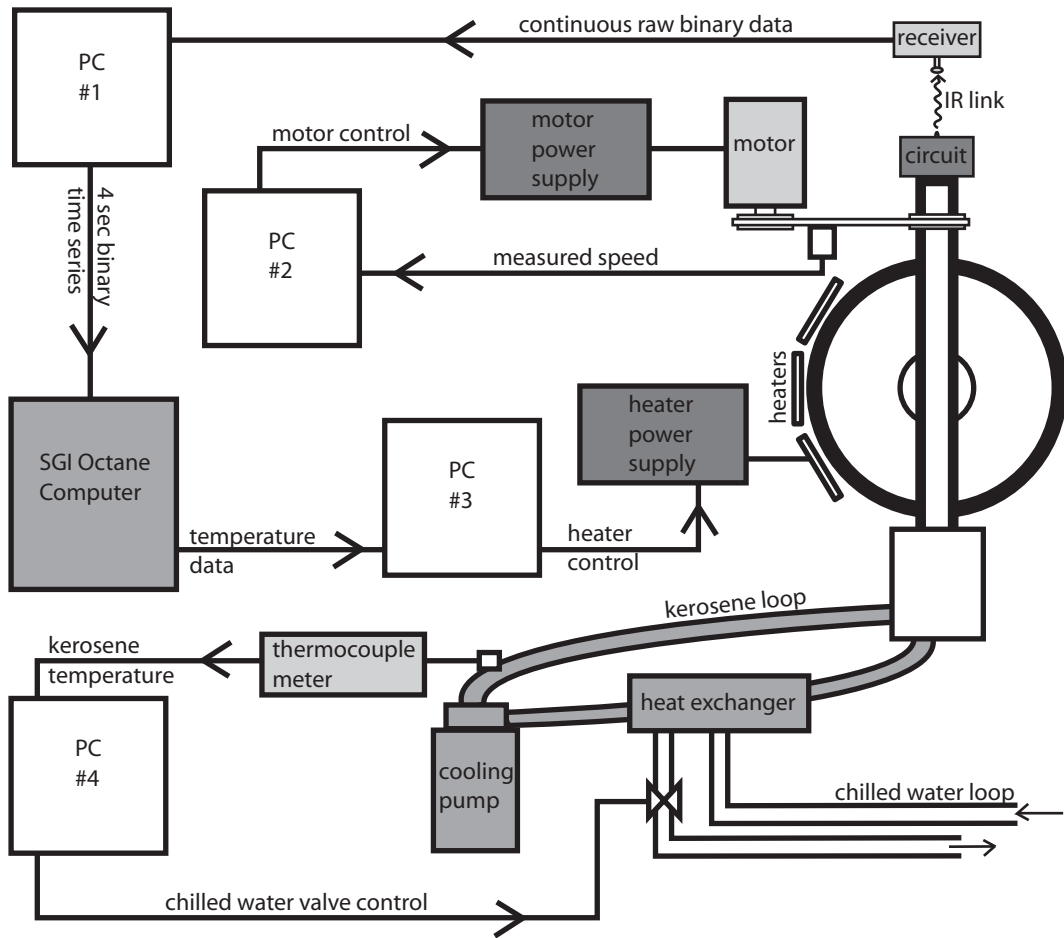 continuous raw binary data
receiver
PC
#1
IR link
motor control
motor
power
supply
motor
circuit
4 sec binary
time series
PC
#2
measured speed
heaters
heater
power
supply
SGI Octane
Computer
PC
#3
temperature
data
heater
control
kerosene loop
kerosene
temperature
thermocouple
meter
heat exchanger
PC
#4
cooling
pump
chilled water loop
chilled water valve control